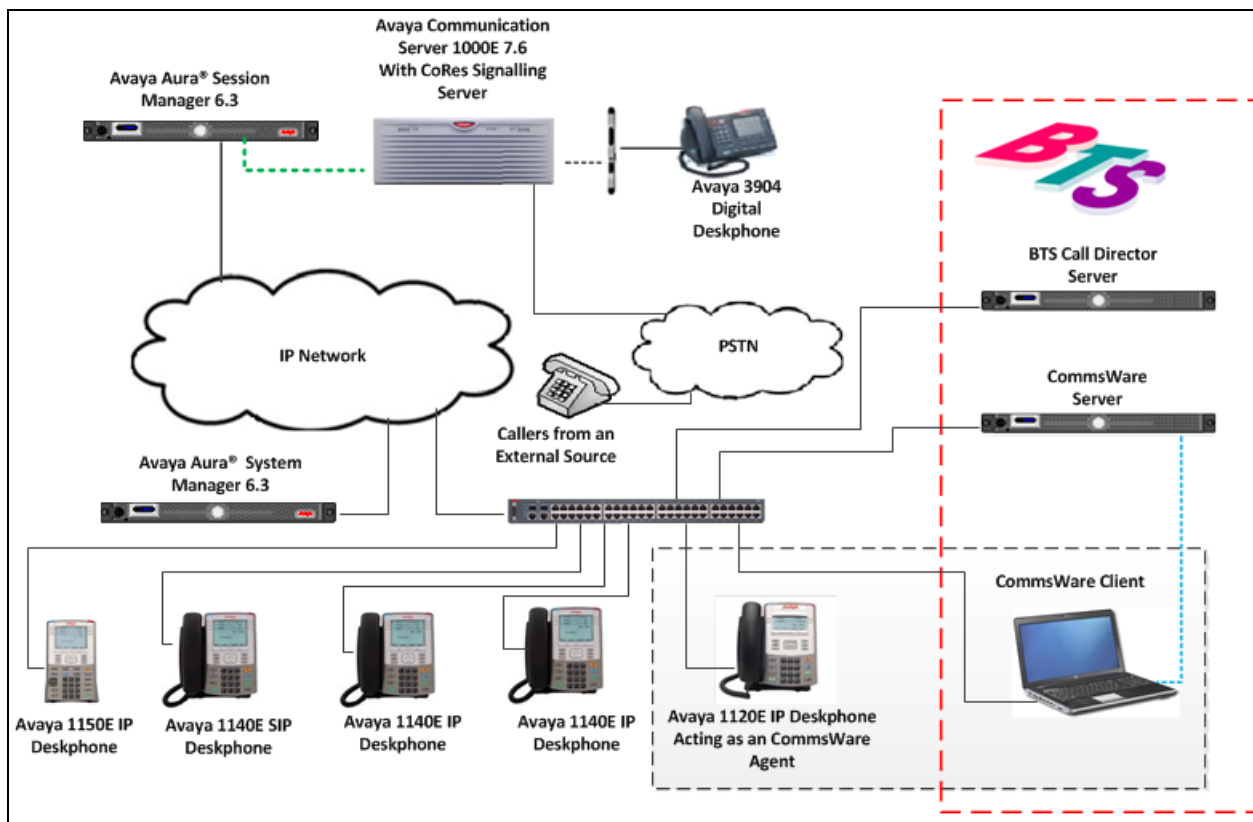 Avaya Communication
Server 1000E 7.6
With CoRes Signalling
Server
Avaya Aura® Session
Manager 6.3
AVAYA
Avaya 3904
Digital
Deskphone
BTS
BTS Call Director
Server
IP Network
PSTN
CommsWare
Server
Callers from an
External Source
Avaya Aura® System
Manager 6.3
AVAYA
CommsWare Client
Avaya 1150E IP
Deskphone
Avaya 1140E SIP
Deskphone
Avaya 1140E IP
Deskphone
Avaya 1140E IP
Deskphone
Avaya 1120E IP Deskphone
Acting as an CommsWare
Agent